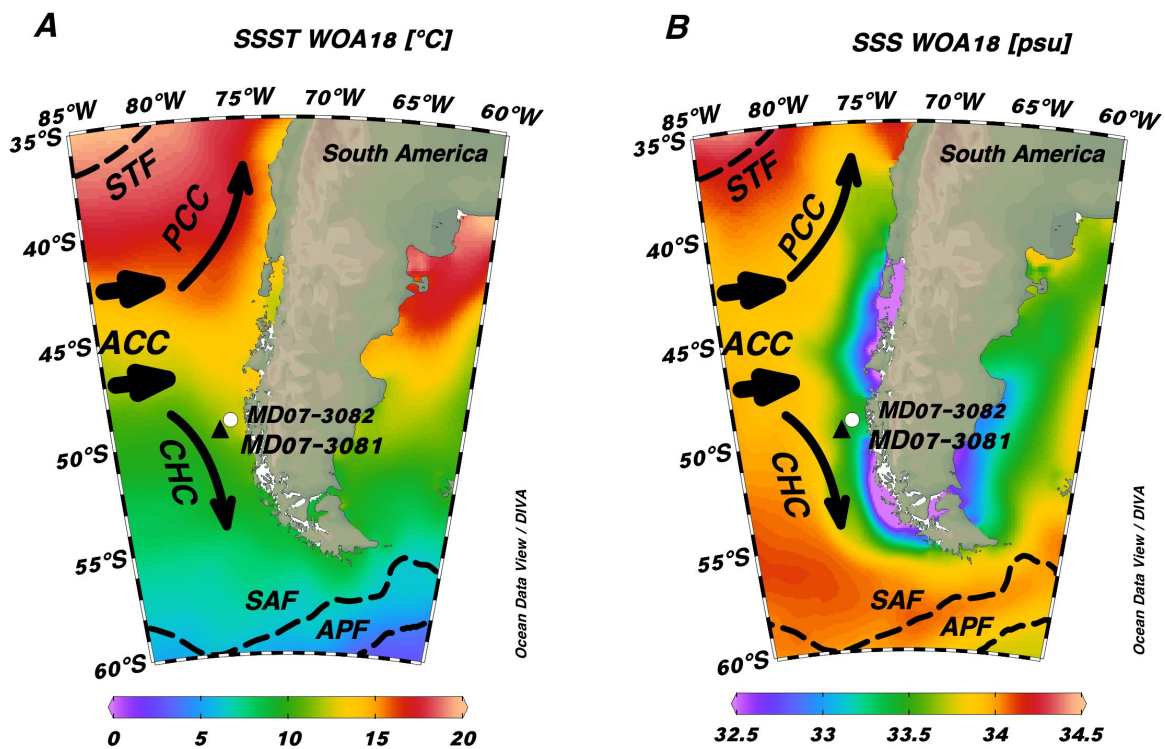 A
SSST WOA18 [°C]
85°W
80°W
75°W
70°W
65°W
60°W
35°S
40°S
45°S
50°S
55°S
60°S
South America
STF
PCC
ACC
MD07-3082
MD07-3081
CHC
SAF
APF
Ocean Data View / DIVA
0 5 10 15 20
B
SSS WOA18 [psu]
85°W
80°W
75°W
70°W
65°W
60°W
35°S
40°S
45°S
50°S
55°S
60°S
South America
STF
PCC
ACC
MD07-3082
MD07-3081
CHC
SAF
APF
Ocean Data View / DIVA
32.5 33 33.5 34 34.5